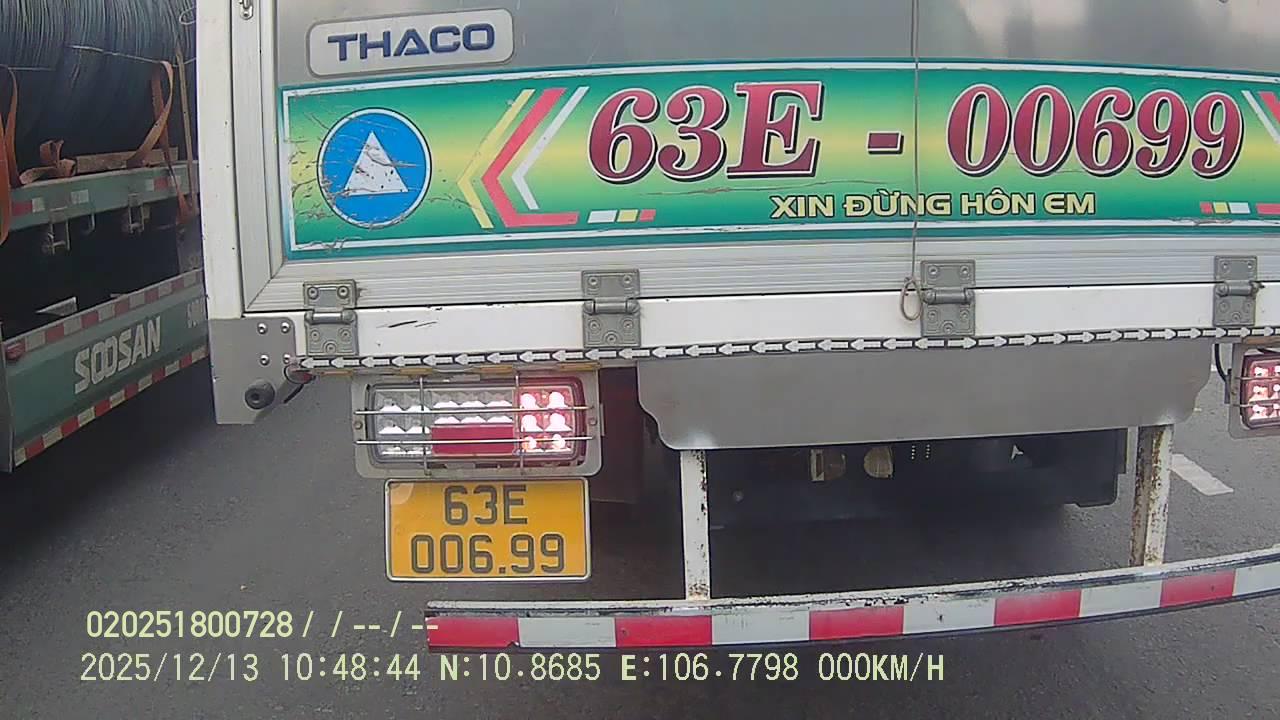 THACO
63E - 00699
XIN ĐỪNG HÔN EM
SOOSAN
63E
006.99
020251800728 / / -- / --
2025/12/13 10:48:44 N:10.8685 E:106.7798 000KM/H